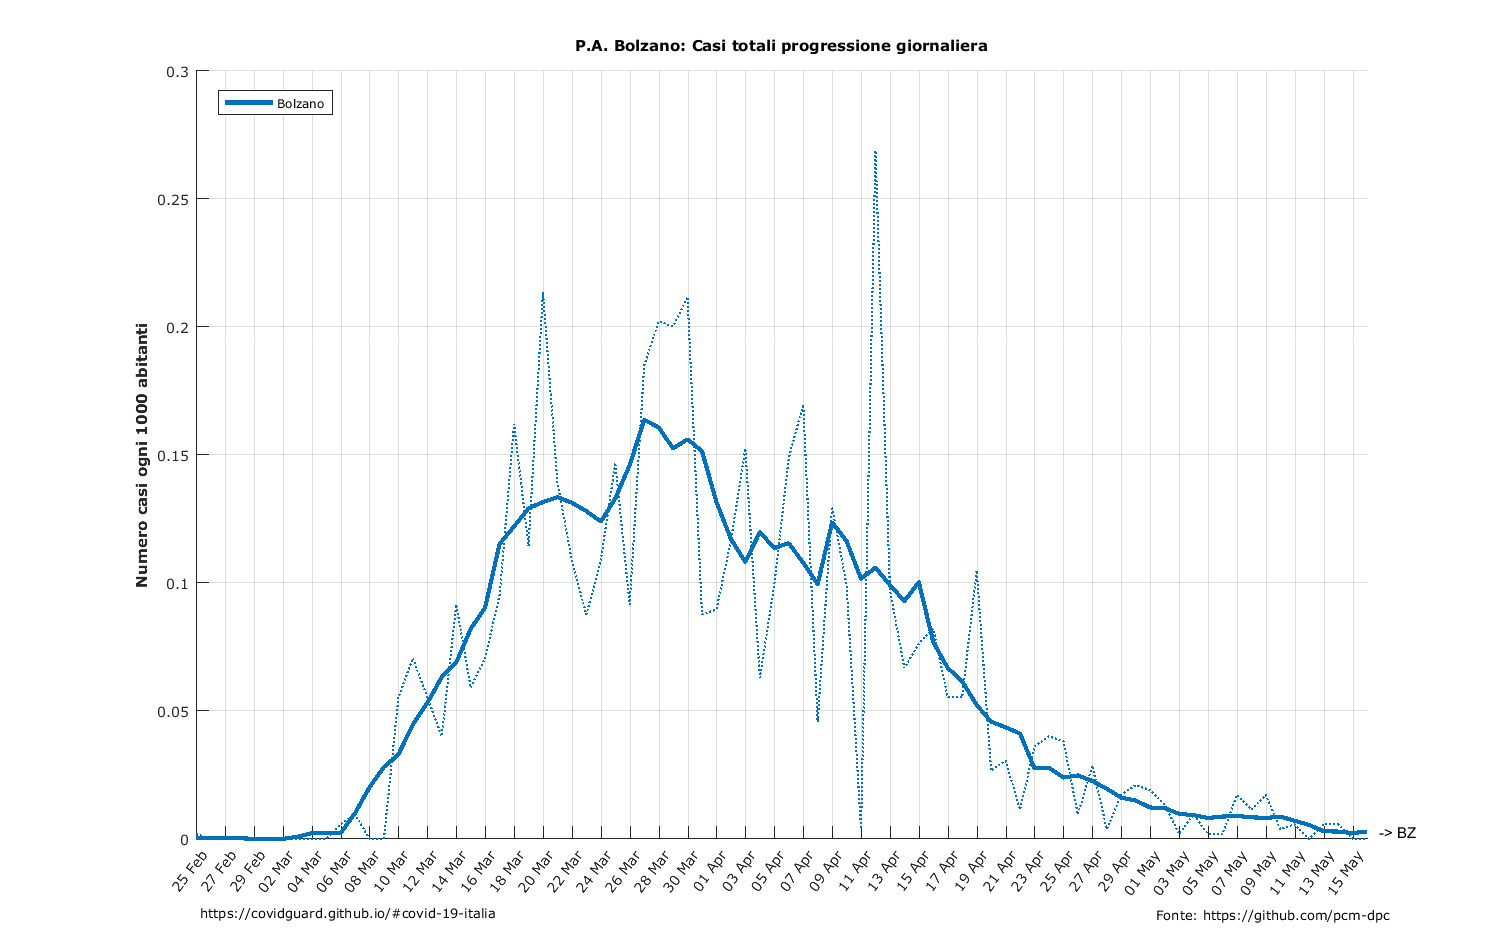 P.A. Bolzano: Casi totali progressione giornaliera
Bolzano
Numero casi ogni 1000 abitanti
0.3
0.25
0.2
0.15
0.1
0.05
0
25 Feb
27 Feb
29 Feb
02 Mar
04 Mar
06 Mar
08 Mar
10 Mar
12 Mar
14 Mar
16 Mar
18 Mar
20 Mar
22 Mar
24 Mar
26 Mar
28 Mar
30 Mar
01 Apr
03 Apr
05 Apr
07 Apr
09 Apr
11 Apr
13 Apr
15 Apr
17 Apr
19 Apr
21 Apr
23 Apr
25 Apr
27 Apr
29 Apr
01 May
03 May
05 May
07 May
09 May
11 May
13 May
15 May
-> BZ
https://covidguard.github.io/#covid-19-italia
Fonte: https://github.com/pcm-dpc